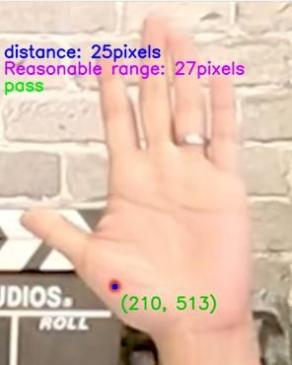 distance: 25pixels
Reasonable range: 27pixels
pass
UDIOS.
ROLL
(210, 513)